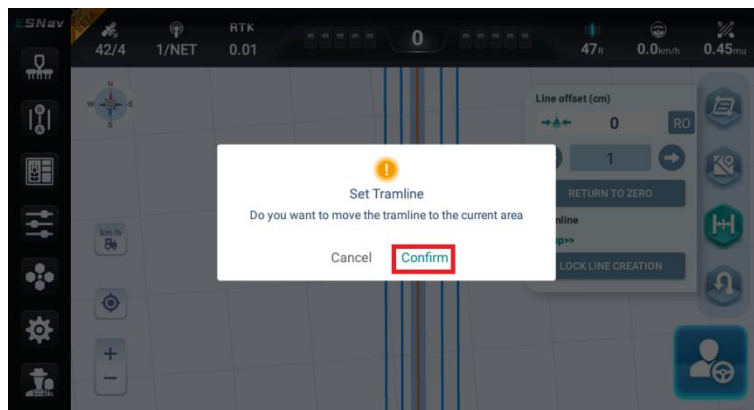 ESNav
BETA
42/4
1/NET
RTK
0.01
0
47R
0.0km/h
0.45mu
N
W
E
S
B
A
Line offset (cm)
0
RO
1
RETURN TO ZERO
LOCK LINE CREATION
km/h
!
Set Tramline
Do you want to move the tramline to the current area
Cancel
Confirm